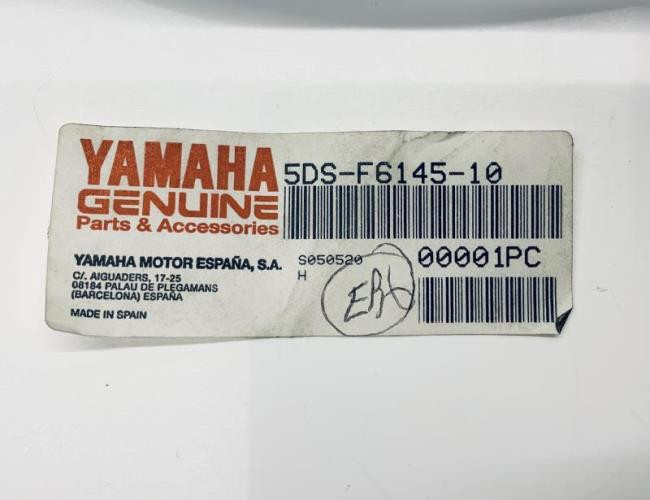 YAMAHA
GENUINE
Parts & Accessories
5DS-F6145-10
YAMAHA MOTOR ESPAÑA, S.A.
C/. AIGUADERS, 17-25
08184 PALAU DE PLEGAMANS
(BARCELONA) ESPAÑA
MADE IN SPAIN
S050520
H
00001PC